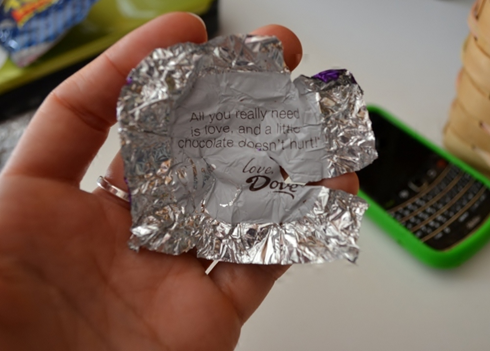 All you really need
is love, and a little
chocolate doesn't hurt!
Love,
Dove